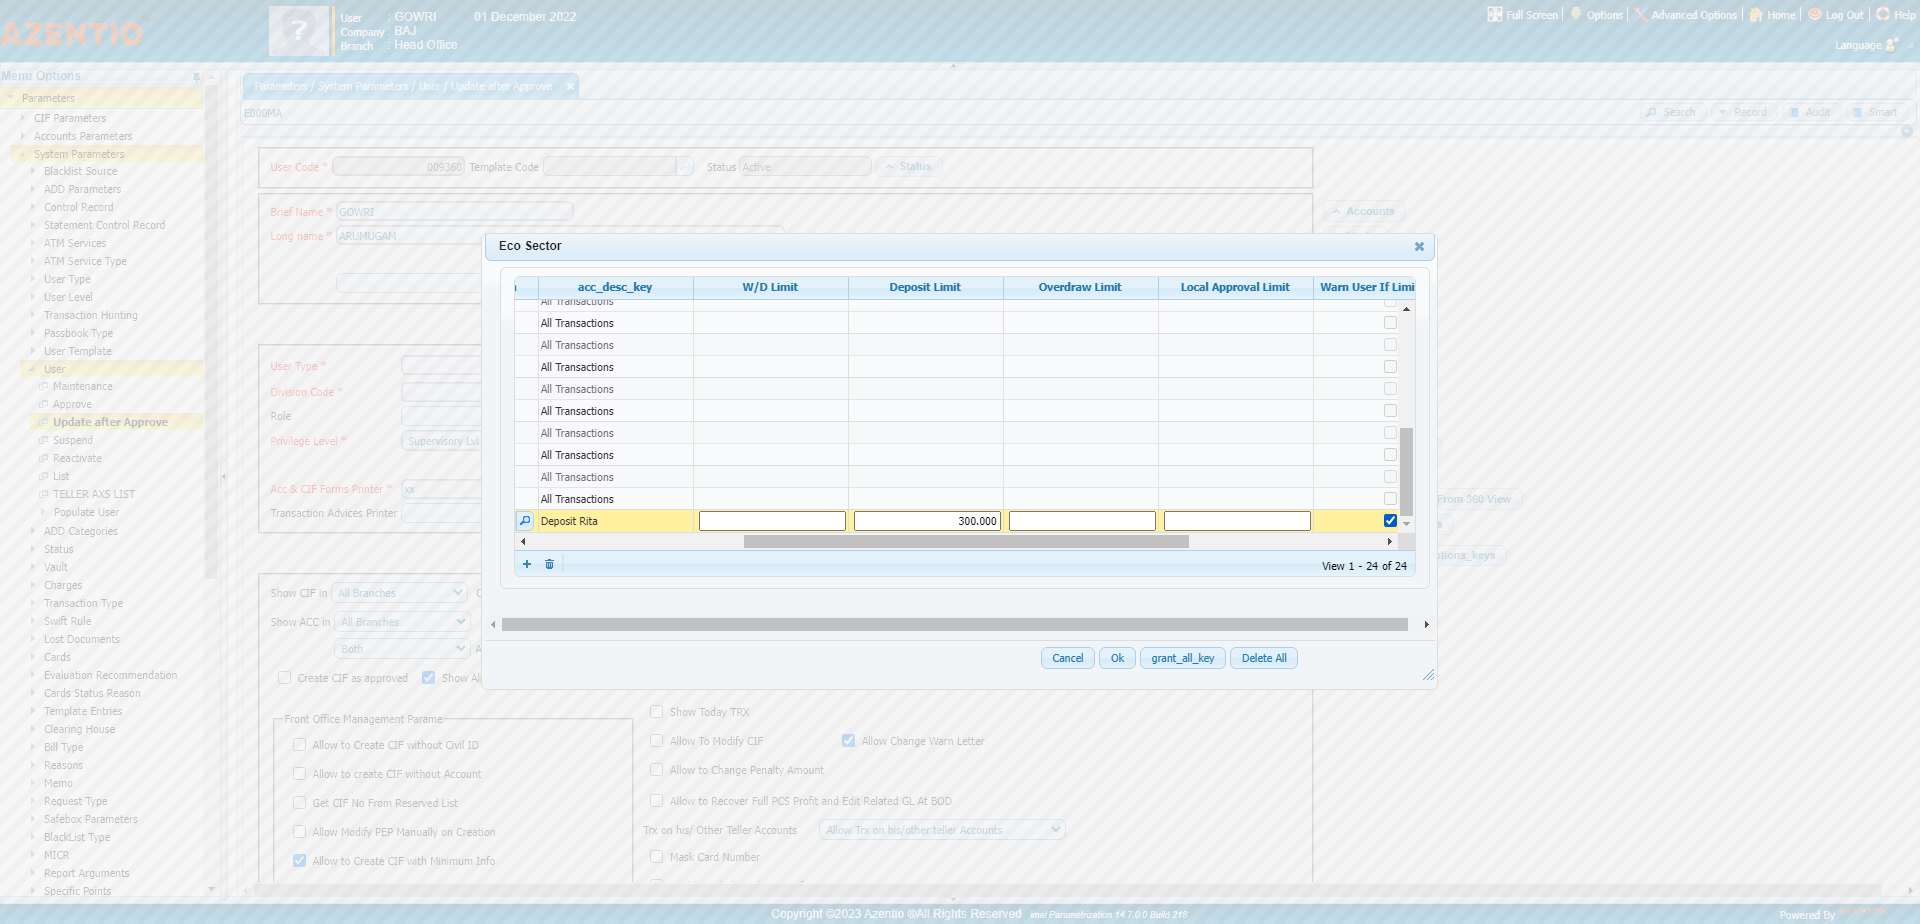 AZENTIO
User : GOWRI 01 December 2022
Company : BAJ
Branch : Head Office
Full Screen Options Advanced Options Home Log Out Help
Language
Menu Options
Parameters
CIF Parameters
Accounts Parameters
System Parameters
Blacklist Source
ADD Parameters
Control Record
Statement Control Record
ATM Services
ATM Service Type
User Type
User Level
Transaction Hunting
Passbook Type
User Template
User
Maintenance
Approve
Update after Approve
Suspend
Reactivate
List
TELLER AXS LIST
Populate User
ADD Categories
Status
Vault
Charges
Transaction Type
Swift Rule
Lost Documents
Cards
Evaluation Recommendation
Cards Status Reason
Template Entries
Clearing House
Bill Type
Reasons
Memo
Request Type
Safebox Parameters
BlackList Type
MICR
Report Arguments
Specific Points
Parameters / System Parameters / User / Update after Approve
E000MA Search Record Audit Smart
User Code * 009360 Template Code Status Active Status
Brief Name * GOWRI Accounts
Long name * ARUMUGAM
User Type *
Division Code *
Role
Privilege Level * Supervisory Lvl
Acc & CIF Forms Printer * xx
Transaction Advices Printer
From 360 View
tions_keys
Show CIF in All Branches
Show ACC in All Branches
Both A
Create CIF as approved Show All
Eco Sector
acc_desc_key W/D Limit Deposit Limit Overdraw Limit Local Approval Limit Warn User If Limi
All Transactions
All Transactions
All Transactions
All Transactions
All Transactions
All Transactions
All Transactions
All Transactions
All Transactions
All Transactions
Deposit Rita 300.000
View 1 - 24 of 24
Cancel Ok grant_all_key Delete All
Front Office Management Parame
Allow to Create CIF without Civil ID
Allow to create CIF without Account
Get CIF No From Reserved List
Allow Modify PEP Manually on Creation
Allow to Create CIF with Minimum Info
Show Today TRX
Allow To Modify CIF Allow Change Warn Letter
Allow to Change Penalty Amount
Allow to Recover Full PCS Profit and Edit Related GL At BOD
Trx on his/ Other Teller Accounts Allow Trx on his/other teller Accounts
Mask Card Number
Copyright ©2023 Azentio ®All Rights Reserved imal Parametrization 14.7.0.0 Build 218
Powered By